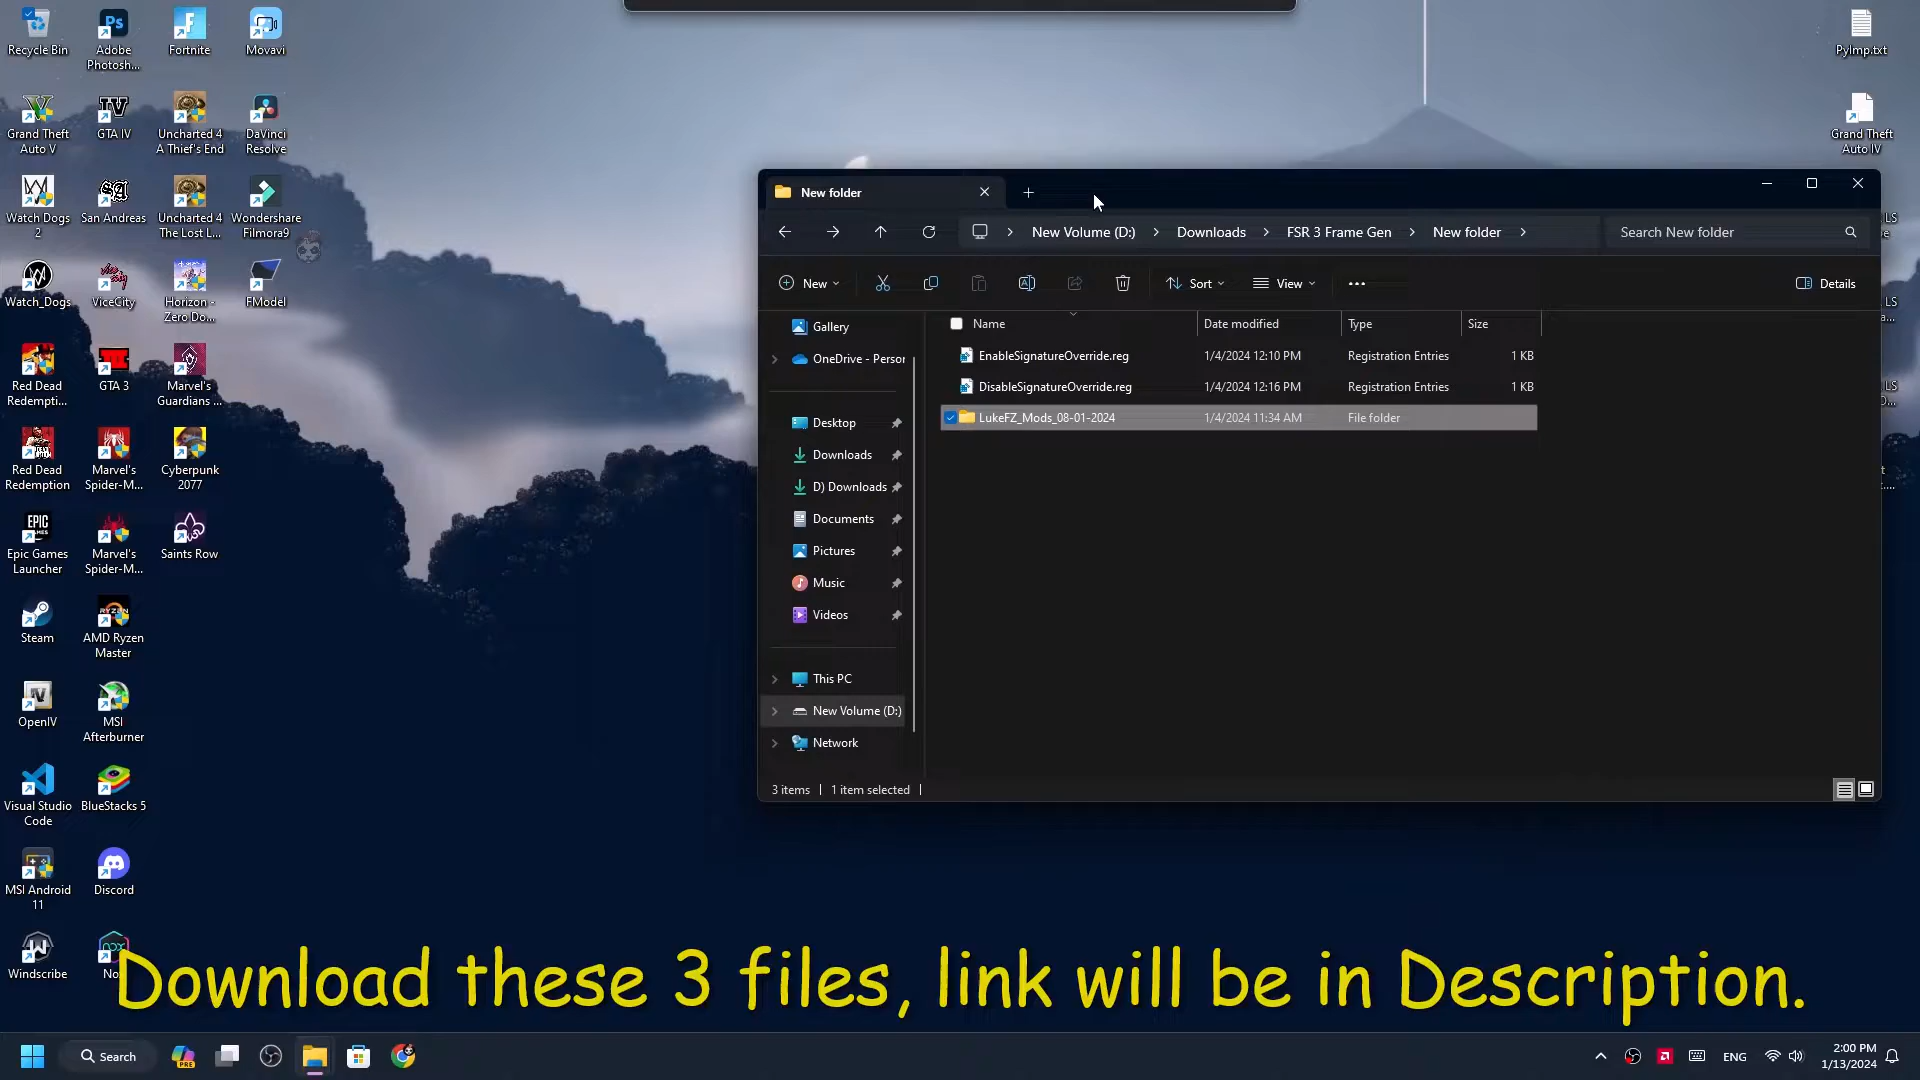 Recycle Bin
Adobe
Photosh...
Fortnite
Movavi
Grand Theft
Auto V
GTA IV
Uncharted 4
A Thief's End
DaVinci
Resolve
Watch Dogs
2
San Andreas
Uncharted 4
The Lost L...
Wondershare
Filmora9
Watch_Dogs
ViceCity
Horizon -
Zero Do...
FModel
Red Dead
Redempti...
GTA 3
Marvel's
Guardians ...
Red Dead
Redemption
Marvel's
Spider-M...
Cyberpunk
2077
Epic Games
Launcher
Marvel's
Spider-M...
Saints Row
Steam
AMD Ryzen
Master
OpenIV
MSI
Afterburner
Visual Studio
Code
BlueStacks 5
MSI Android
11
Discord
Windscribe
PyImp.txt
Grand Theft
Auto IV
New folder
New Volume (D:)
Downloads
FSR 3 Frame Gen
New folder
Search New folder
New
Sort
View
Details
Gallery
OneDrive - Person
Desktop
Downloads
D) Downloads
Documents
Pictures
Music
Videos
This PC
New Volume (D:)
Network
Name Date modified Type Size
EnableSignatureOverride.reg 1/4/2024 12:10 PM Registration Entries 1 KB
DisableSignatureOverride.reg 1/4/2024 12:16 PM Registration Entries 1 KB
LukeFZ_Mods_08-01-2024 1/4/2024 11:34 AM File folder
3 items 1 item selected
Download these 3 files, link will be in Description.
Search
ENG
2:00 PM
1/13/2024